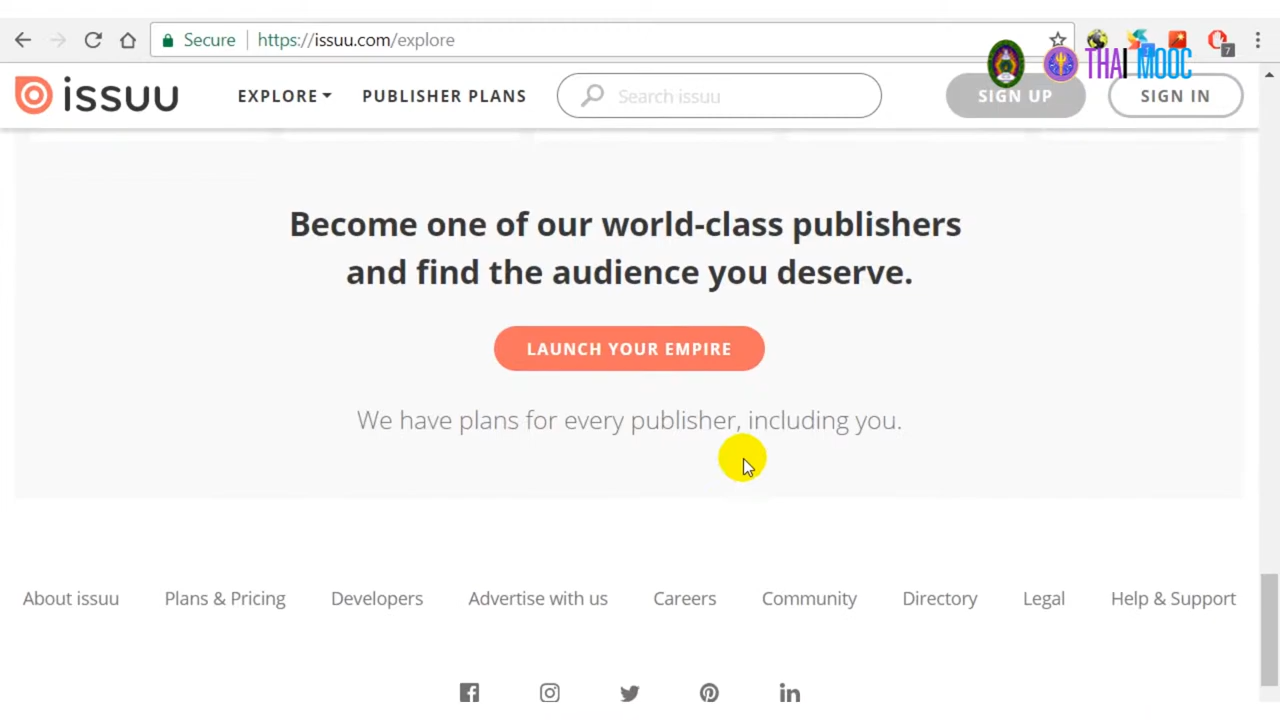 Secure https://issuu.com/explore
7
THAI MOOC
issuu EXPLORE PUBLISHER PLANS Search issuu SIGN UP SIGN IN
Become one of our world-class publishers
and find the audience you deserve.
LAUNCH YOUR EMPIRE
We have plans for every publisher, including you.
About issuu Plans & Pricing Developers Advertise with us Careers Community Directory Legal Help & Support